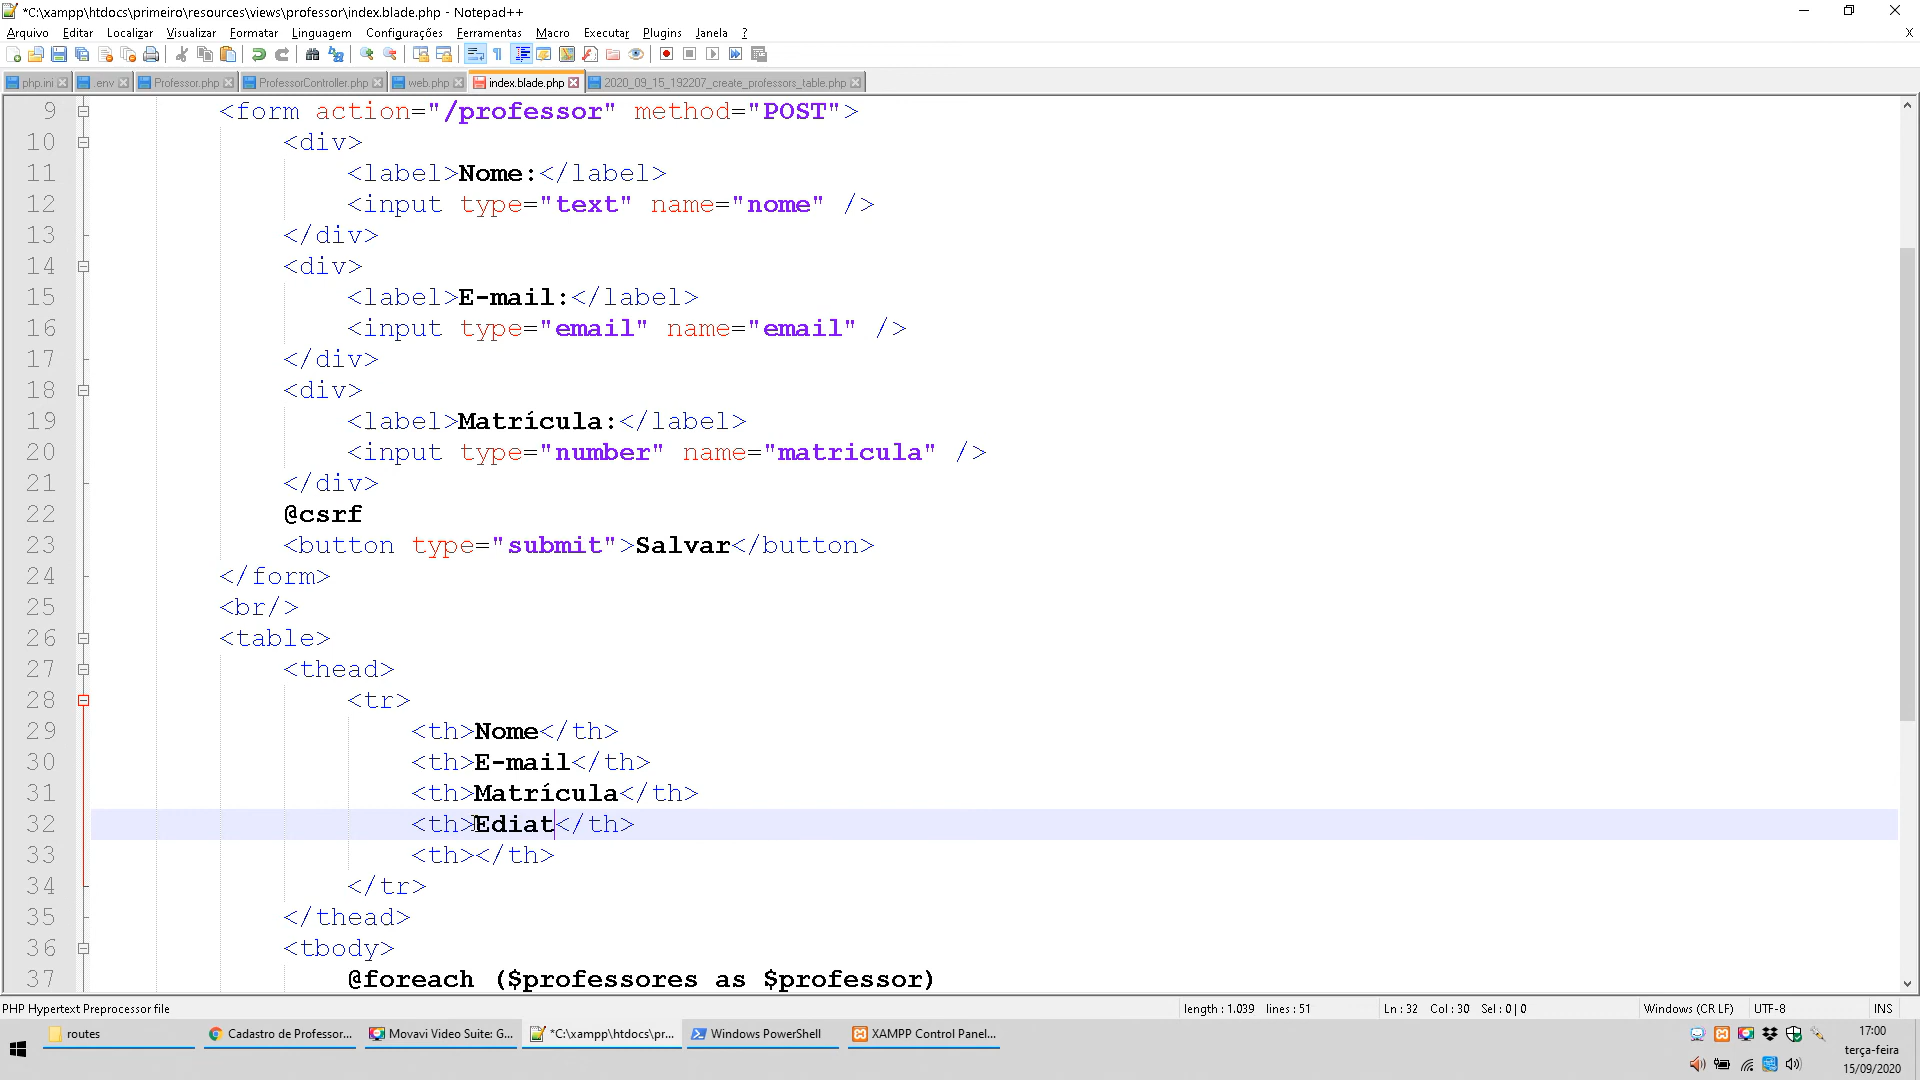 *C:\xampp\htdocs\primeiro\resources\views\professor\index.blade.php - Notepad++
Arquivo Editar Localizar Visualizar Formatar Linguagem Configurações Ferramentas Macro Executar Plugins Janela ? X
php.ini .env Professor.php ProfessorController.php web.php index.blade.php 2020_09_15_192207_create_professors_table.php
9 <form action="/professor" method="POST">
10 <div>
11 <label>Nome:</label>
12 <input type="text" name="nome" />
13 </div>
14 <div>
15 <label>E-mail:</label>
16 <input type="email" name="email" />
17 </div>
18 <div>
19 <label>Matrícula:</label>
20 <input type="number" name="matricula" />
21 </div>
22 @csrf
23 <button type="submit">Salvar</button>
24 </form>
25 <br/>
26 <table>
27 <thead>
28 <tr>
29 <th>Nome</th>
30 <th>E-mail</th>
31 <th>Matrícula</th>
32 <th>Ediat</th>
33 <th></th>
34 </tr>
35 </thead>
36 <tbody>
37 @foreach ($professores as $professor)
PHP Hypertext Preprocessor file length : 1.039 lines : 51 Ln : 32 Col : 30 Sel : 0 | 0 Windows (CR LF) UTF-8 INS
routes Cadastro de Professor... Movavi Video Suite: G... *C:\xampp\htdocs\pr... Windows PowerShell XAMPP Control Panel...
17:00
terça-feira
15/09/2020